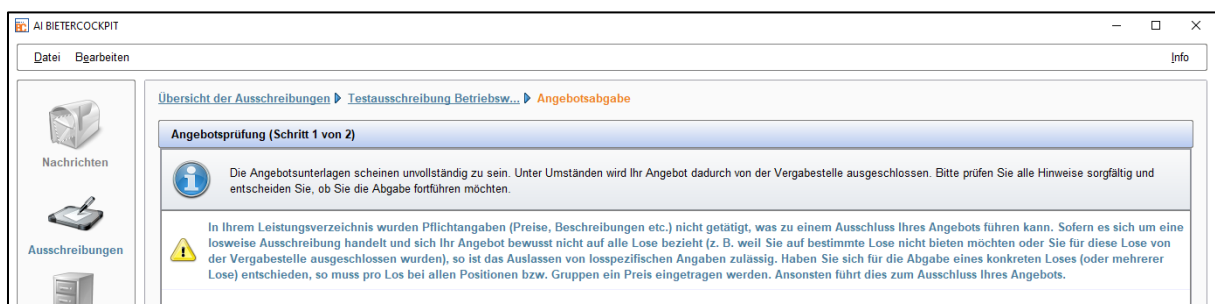 AI BIETERCOCKPIT
Datei Bearbeiten Info
Übersicht der Ausschreibungen Testausschreibung Betriebsw... Angebotsabgabe
Angebotsprüfung (Schritt 1 von 2)
Nachrichten
Die Angebotsunterlagen scheinen unvollständig zu sein. Unter Umständen wird Ihr Angebot dadurch von der Vergabestelle ausgeschlossen. Bitte prüfen Sie alle Hinweise sorgfältig und
entscheiden Sie, ob Sie die Abgabe fortführen möchten.
Ausschreibungen
In Ihrem Leistungsverzeichnis wurden Pflichtangaben (Preise, Beschreibungen etc.) nicht getätigt, was zu einem Ausschluss Ihres Angebots führen kann. Sofern es sich um eine
losweise Ausschreibung handelt und sich Ihr Angebot bewusst nicht auf alle Lose bezieht (z. B. weil Sie auf bestimmte Lose nicht bieten möchten oder Sie für diese Lose von
der Vergabestelle ausgeschlossen wurden), so ist das Auslassen von losspezifischen Angaben zulässig. Haben Sie sich für die Abgabe eines konkreten Loses (oder mehrerer
Lose) entschieden, so muss pro Los bei allen Positionen bzw. Gruppen ein Preis eingetragen werden. Ansonsten führt dies zum Ausschluss Ihres Angebots.